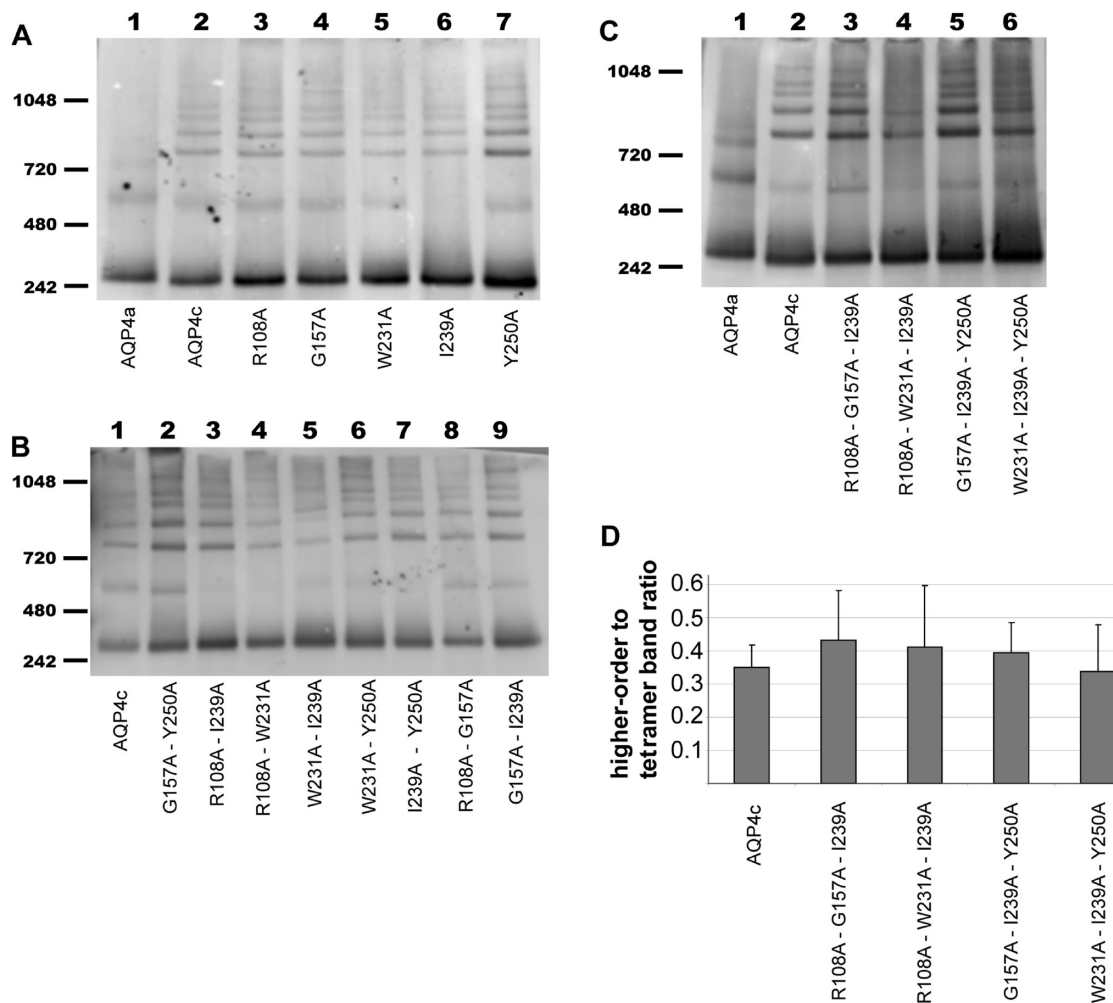 A
1 2 3 4 5 6 7
1048
720
480
242
AQP4a
AQP4c
R108A
G157A
W231A
I239A
Y250A
C
1 2 3 4 5 6
1048
720
480
242
AQP4a
AQP4c
R108A - G157A - I239A
R108A - W231A - I239A
G157A - I239A - Y250A
W231A - I239A - Y250A
B
1 2 3 4 5 6 7 8 9
1048
720
480
242
AQP4c
G157A - Y250A
R108A - I239A
R108A - W231A
W231A - I239A
W231A - Y250A
I239A - Y250A
R108A - G157A
G157A - I239A
D
higher-order to
tetramer band ratio
0.6
0.5
0.4
0.3
0.2
0.1
AQP4c
R108A - G157A - I239A
R108A - W231A - I239A
G157A - I239A - Y250A
W231A - I239A - Y250A